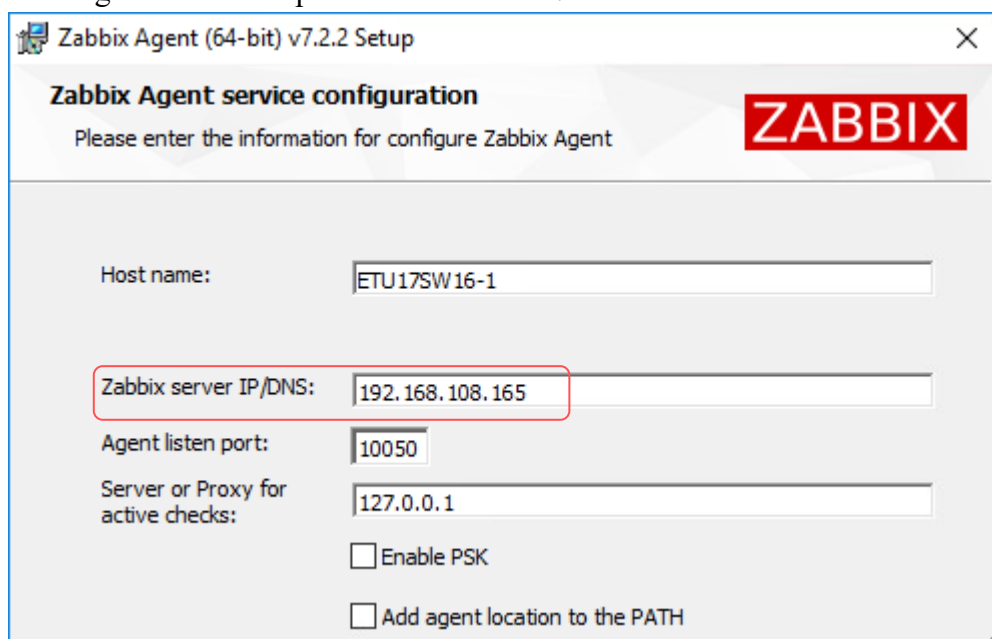 Zabbix Agent (64-bit) v7.2.2 Setup
Zabbix Agent service configuration
Please enter the information for configure Zabbix Agent
ZABBIX
Host name:
ETU17SW16-1
Zabbix server IP/DNS:
192.168.108.165
Agent listen port:
10050
Server or Proxy for
active checks:
127.0.0.1
Enable PSK
Add agent location to the PATH